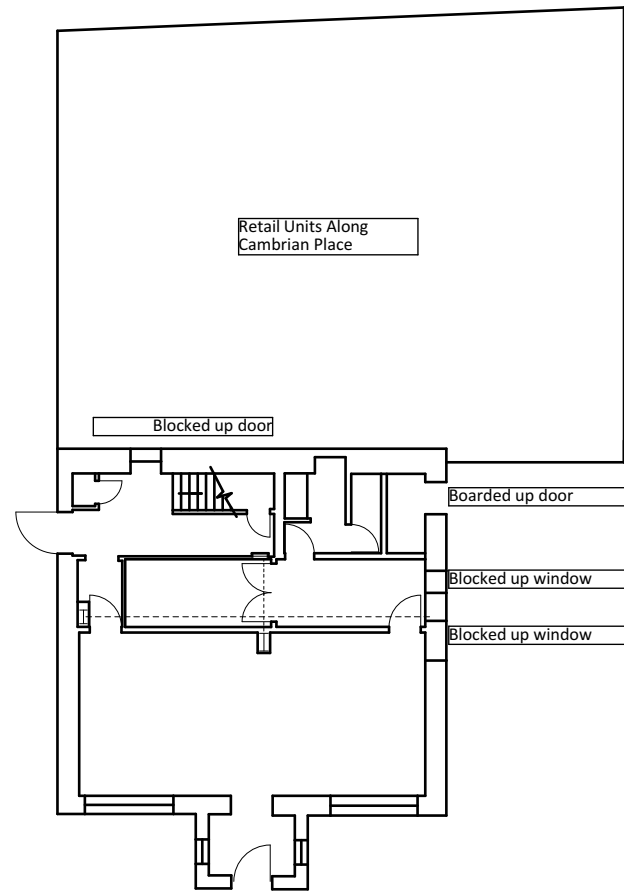 Retail Units Along
Cambrian Place
Blocked up door
Boarded up door
Blocked up window
Blocked up window